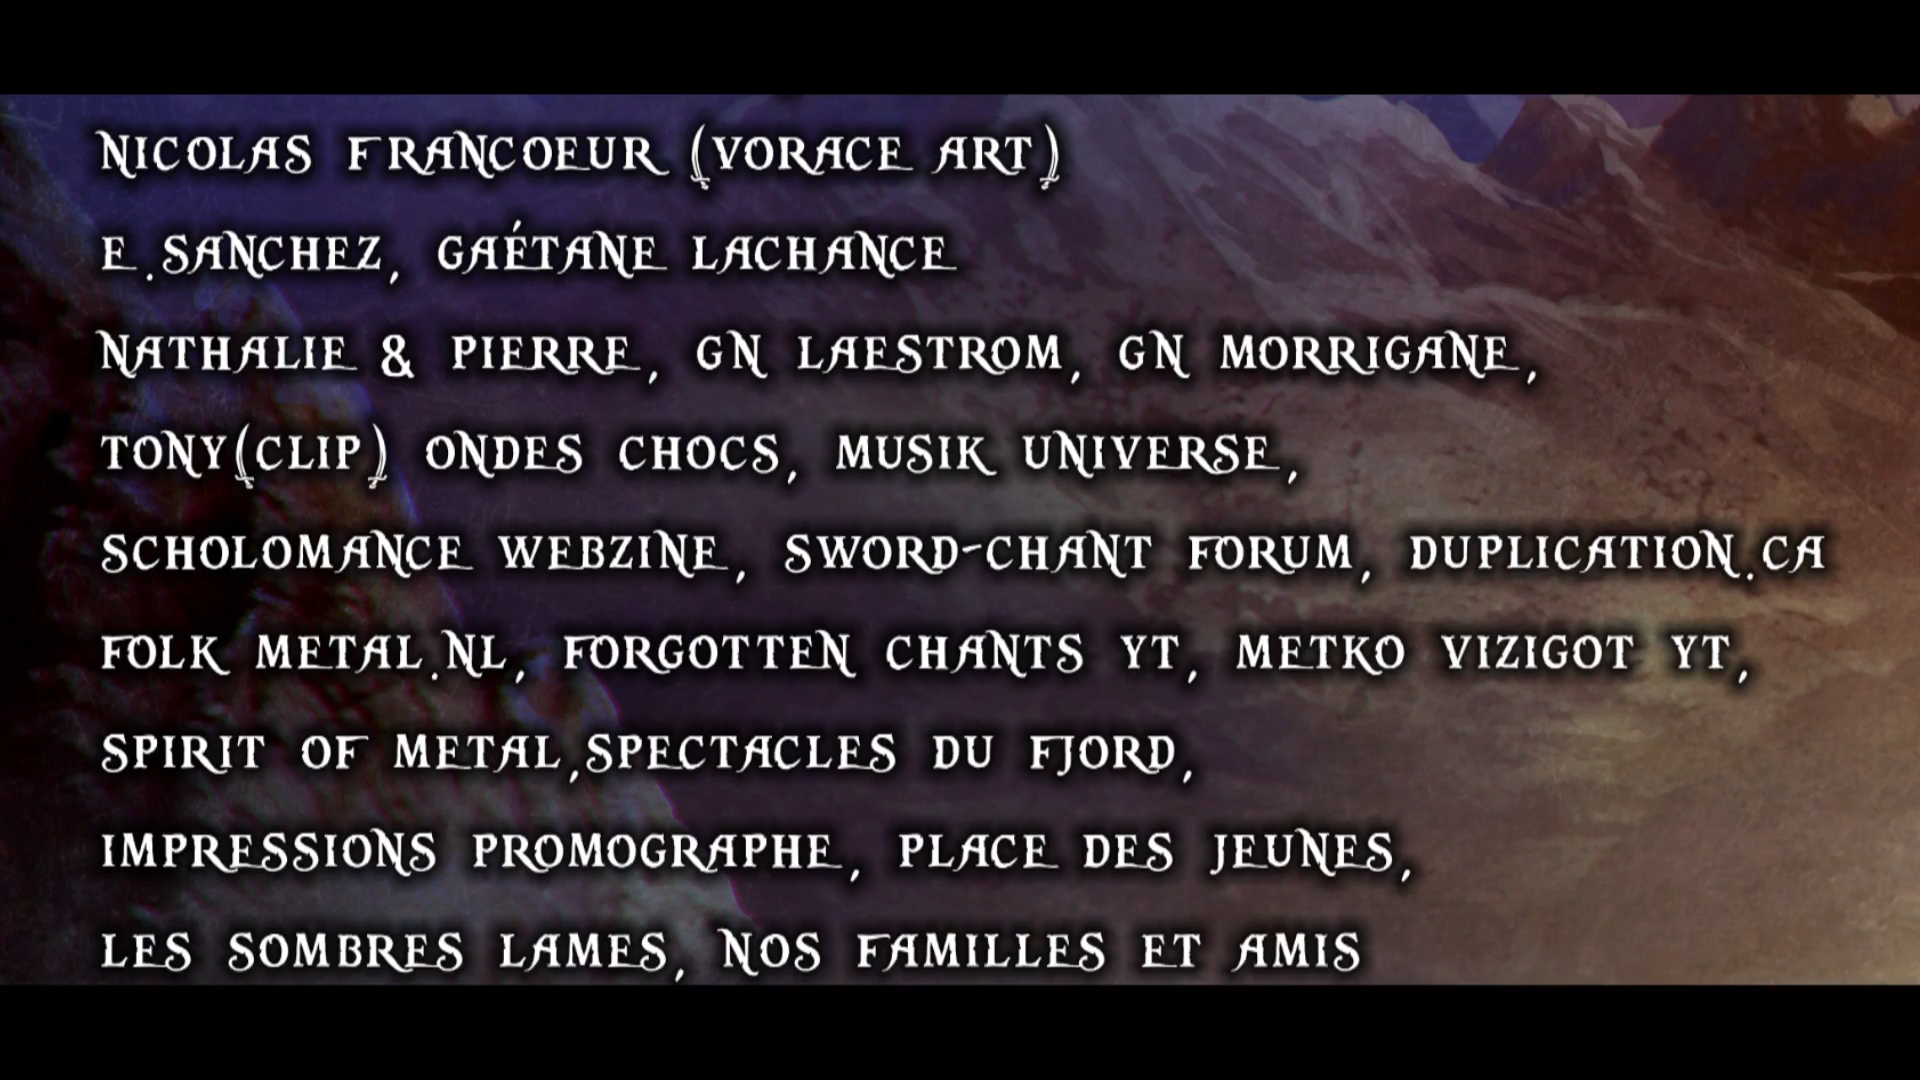 NICOLAS FRANCOEUR (VORACE ART)
E.SANCHEZ, GAÉTANE LACHANCE
NATHALIE & PIERRE, GN LAESTROM, GN MORRIGANE,
TONY(CLIP) ONDES CHOCS, MUSIK UNIVERSE,
SCHOLOMANCE WEBZINE, SWORD-CHANT FORUM, DUPLICATION.CA
FOLK METAL.NL, FORGOTTEN CHANTS YT, METKO VIZIGOT YT,
SPIRIT OF METAL,SPECTACLES DU FJORD,
IMPRESSIONS PROMOGRAPHE, PLACE DES JEUNES,
LES SOMBRES LAMES, NOS FAMILLES ET AMIS